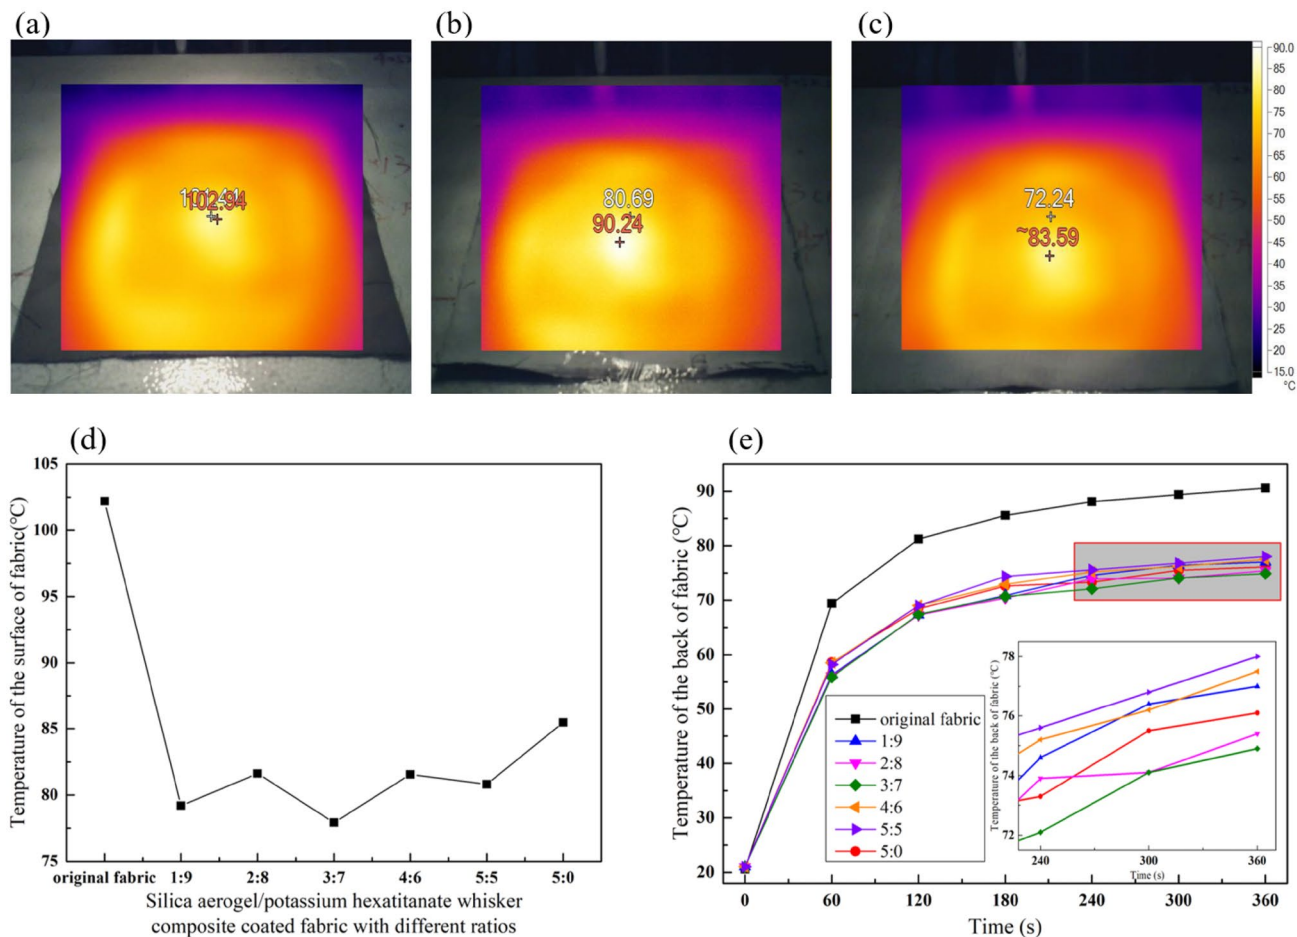 (a)
(b)
(c)
102.94
80.69
90.24
72.24
~83.59
90.0
85
80
75
70
65
60
55
50
45
40
35
30
25
20
15.0
°C
(d)
105
100
95
90
85
80
75
Temperature of the surface of fabric(°C)
original fabric 1:9 2:8 3:7 4:6 5:5 5:0
Silica aerogel/potassium hexatitanate whisker
composite coated fabric with different ratios
(e)
90
80
70
60
50
40
30
20
Temperature of the back of fabric (°C)
original fabric
1:9
2:8
3:7
4:6
5:5
5:0
78
76
74
72
Temperature of the back of fabric (°C)
240 300 360
Time (s)
0 60 120 180 240 300 360
Time (s)